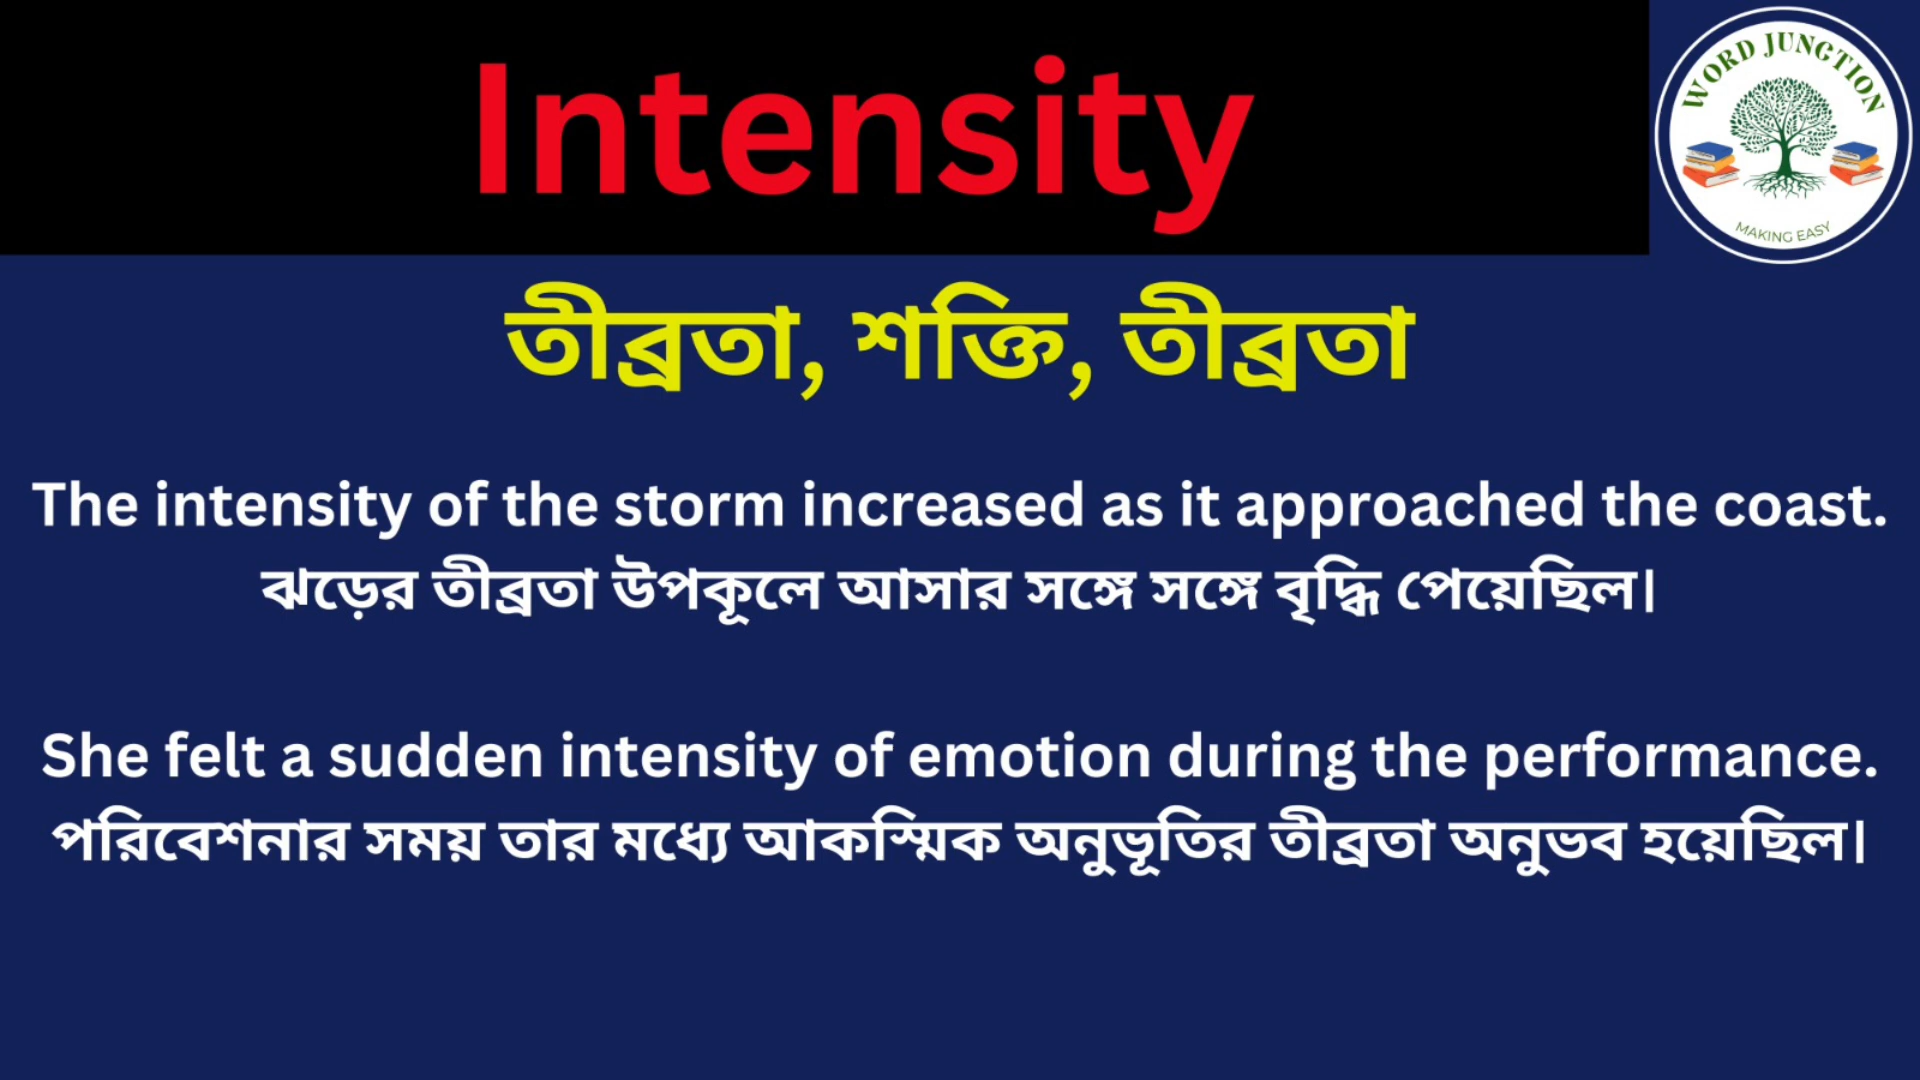 Intensity
WORD JUNCTION
MAKING EASY
তীব্রতা, শক্তি, তীব্রতা
The intensity of the storm increased as it approached the coast.
ঝড়ের তীব্রতা উপকূলে আসার সঙ্গে সঙ্গে বৃদ্ধি পেয়েছিল।
She felt a sudden intensity of emotion during the performance.
পরিবেশনার সময় তার মধ্যে আকস্মিক অনুভূতির তীব্রতা অনুভব হয়েছিল।